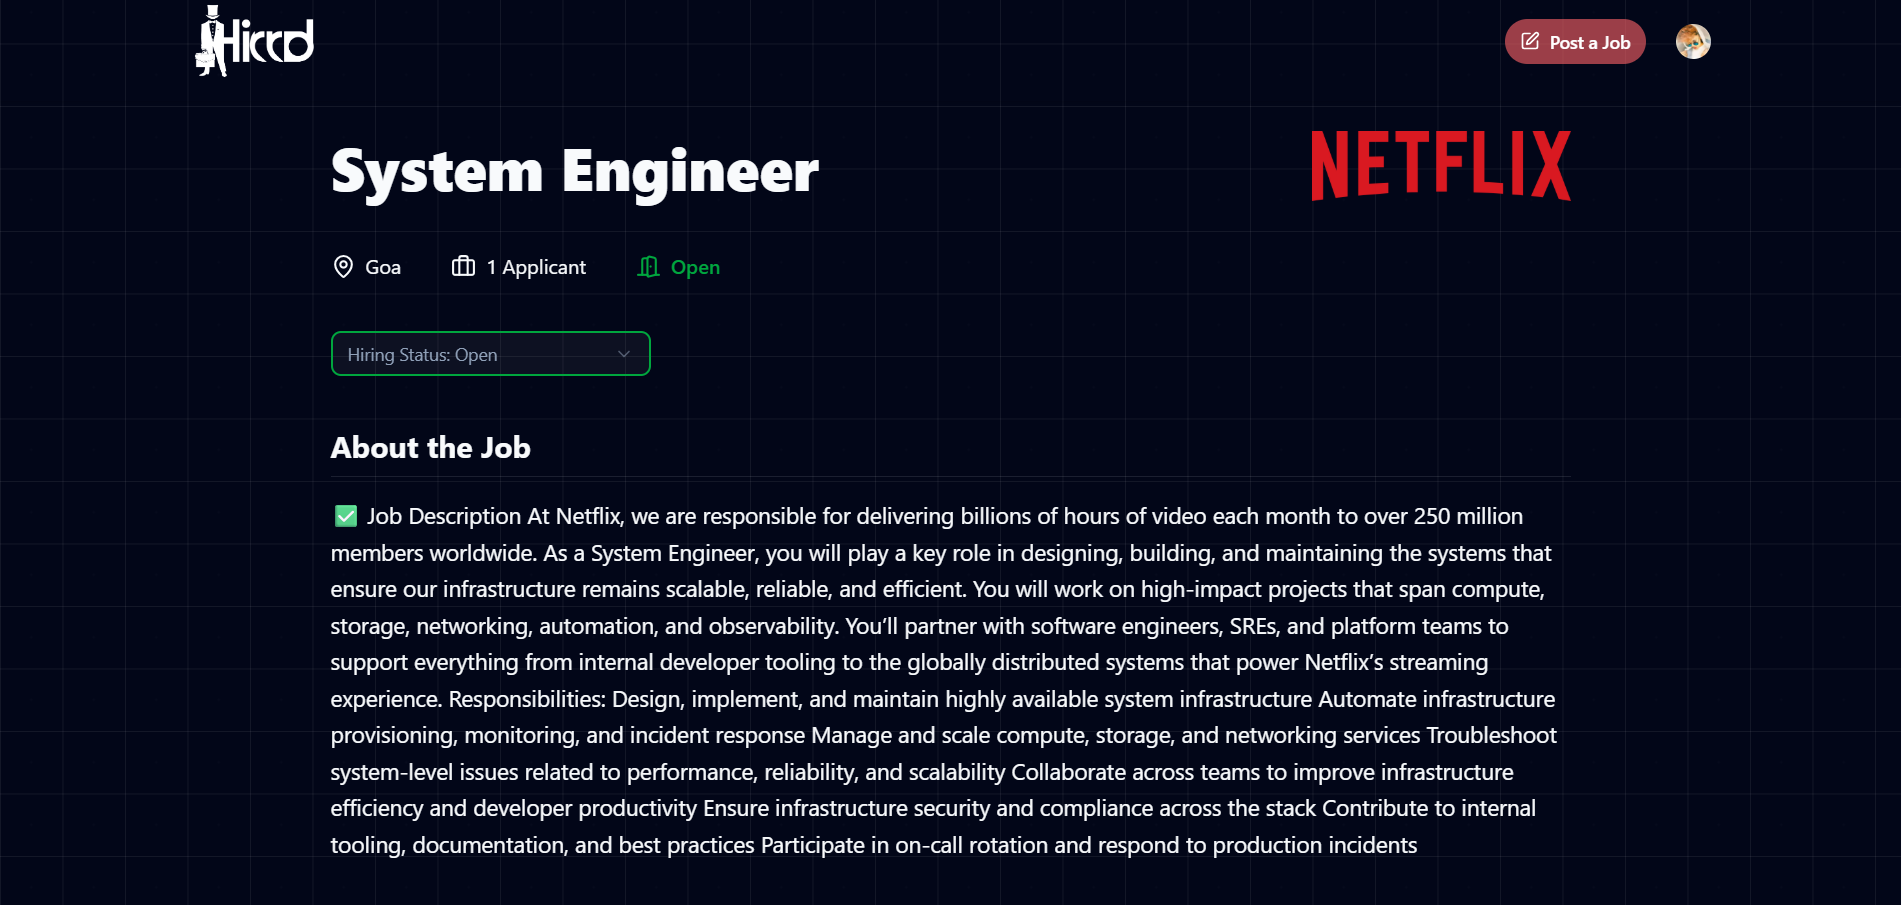 Hirrd
Post a Job
System Engineer
NETFLIX
Goa
1 Applicant
Open
Hiring Status: Open
About the Job
✅ Job Description At Netflix, we are responsible for delivering billions of hours of video each month to over 250 million
members worldwide. As a System Engineer, you will play a key role in designing, building, and maintaining the systems that
ensure our infrastructure remains scalable, reliable, and efficient. You will work on high-impact projects that span compute,
storage, networking, automation, and observability. You’ll partner with software engineers, SREs, and platform teams to
support everything from internal developer tooling to the globally distributed systems that power Netflix’s streaming
experience. Responsibilities: Design, implement, and maintain highly available system infrastructure Automate infrastructure
provisioning, monitoring, and incident response Manage and scale compute, storage, and networking services Troubleshoot
system-level issues related to performance, reliability, and scalability Collaborate across teams to improve infrastructure
efficiency and developer productivity Ensure infrastructure security and compliance across the stack Contribute to internal
tooling, documentation, and best practices Participate in on-call rotation and respond to production incidents